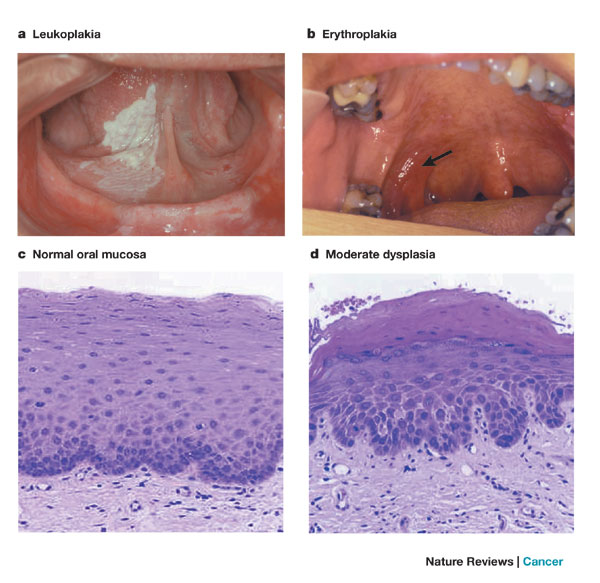 a Leukoplakia
b Erythroplakia
c Normal oral mucosa
d Moderate dysplasia
Nature Reviews | Cancer